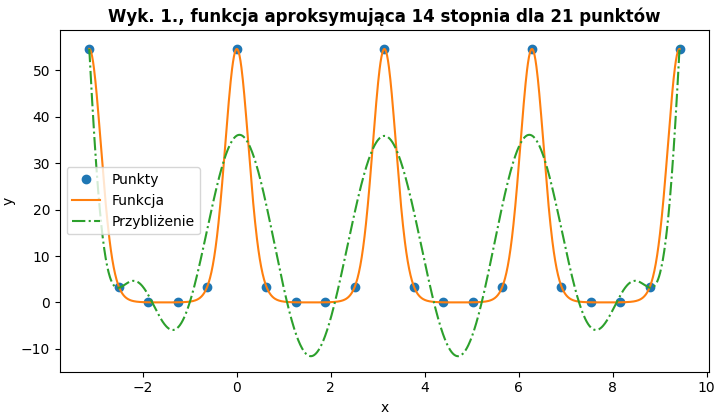 Wyk. 1., funkcja aproksymująca 14 stopnia dla 21 punktów
y
50
40
30
20
10
0
−10
Punkty
Funkcja
Przybliżenie
−2
0
2
4
6
8
10
x